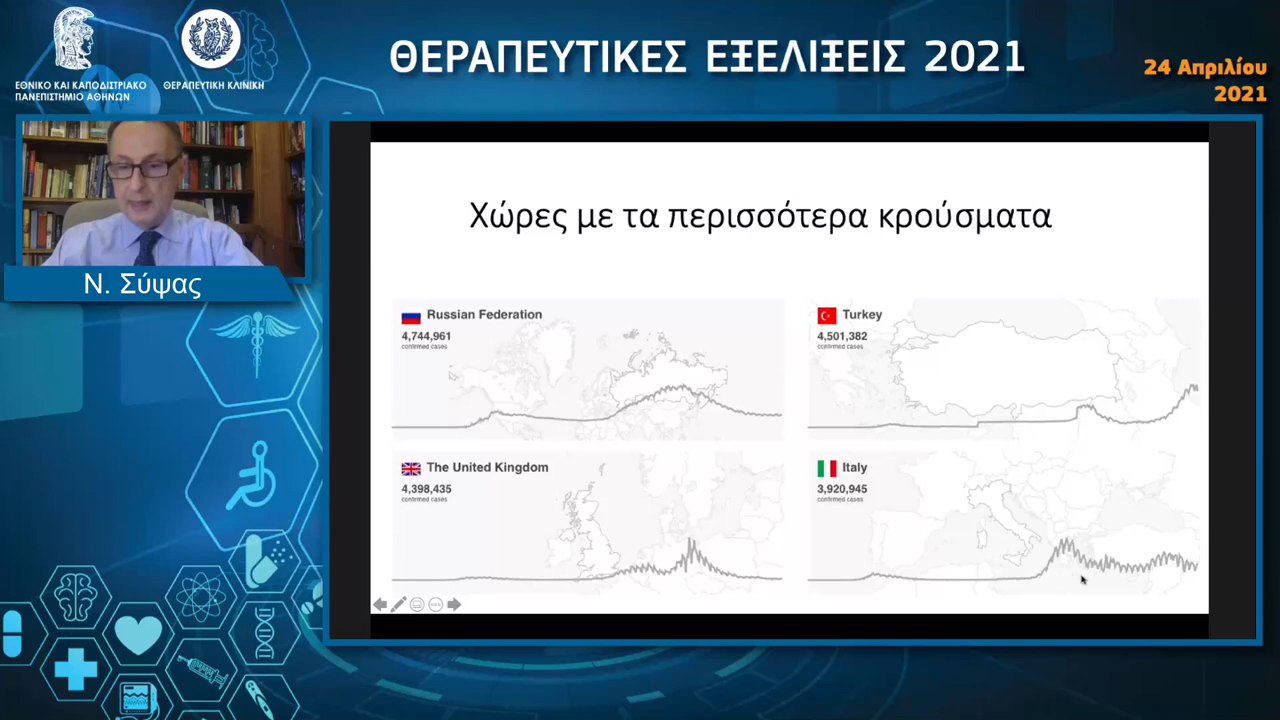 ΕΘΝΙΚΟ ΚΑΙ ΚΑΠΟΔΙΣΤΡΙΑΚΟ
ΠΑΝΕΠΙΣΤΗΜΙΟ ΑΘΗΝΩΝ
ΘΕΡΑΠΕΥΤΙΚΗ ΚΛΙΝΙΚΗ
ΘΕΡΑΠΕΥΤΙΚΕΣ ΕΞΕΛΙΞΕΙΣ 2021
24 Απριλίου
2021
Ν. Σύψας
Χώρες με τα περισσότερα κρούσματα
Russian Federation
4,744,961
confirmed cases
Turkey
4,501,382
confirmed cases
The United Kingdom
4,398,435
confirmed cases
Italy
3,920,945
confirmed cases